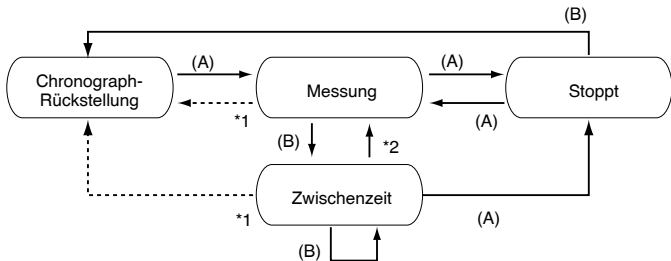 (B)
Chronograph-
Rückstellung
(A)
Messung
(A)
Stoppt
*1
(B)
*2
(A)
Zwischenzeit
*1
(A)
(B)